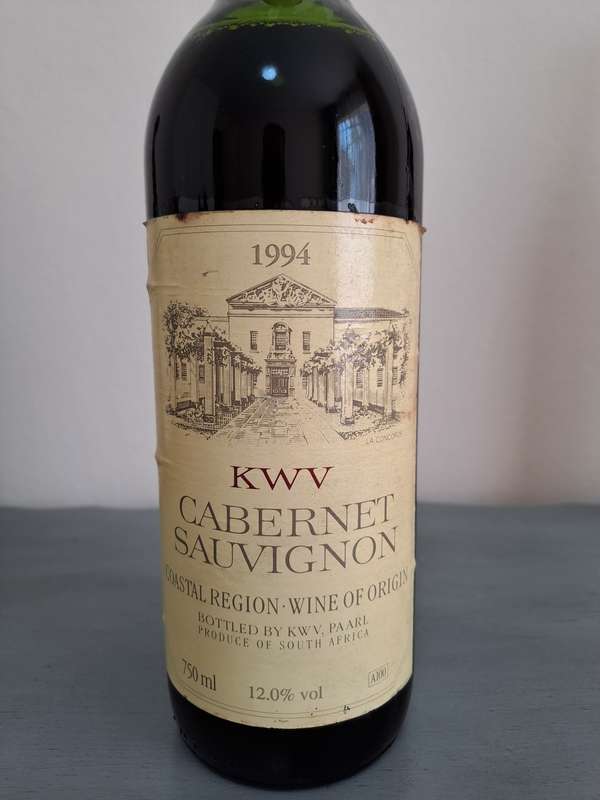 1994
LA CONCORDE
KWV
CABERNET
SAUVIGNON
COASTAL REGION · WINE OF ORIGIN
BOTTLED BY KWV, PAARL
PRODUCE OF SOUTH AFRICA
750 ml
12.0% vol
A100